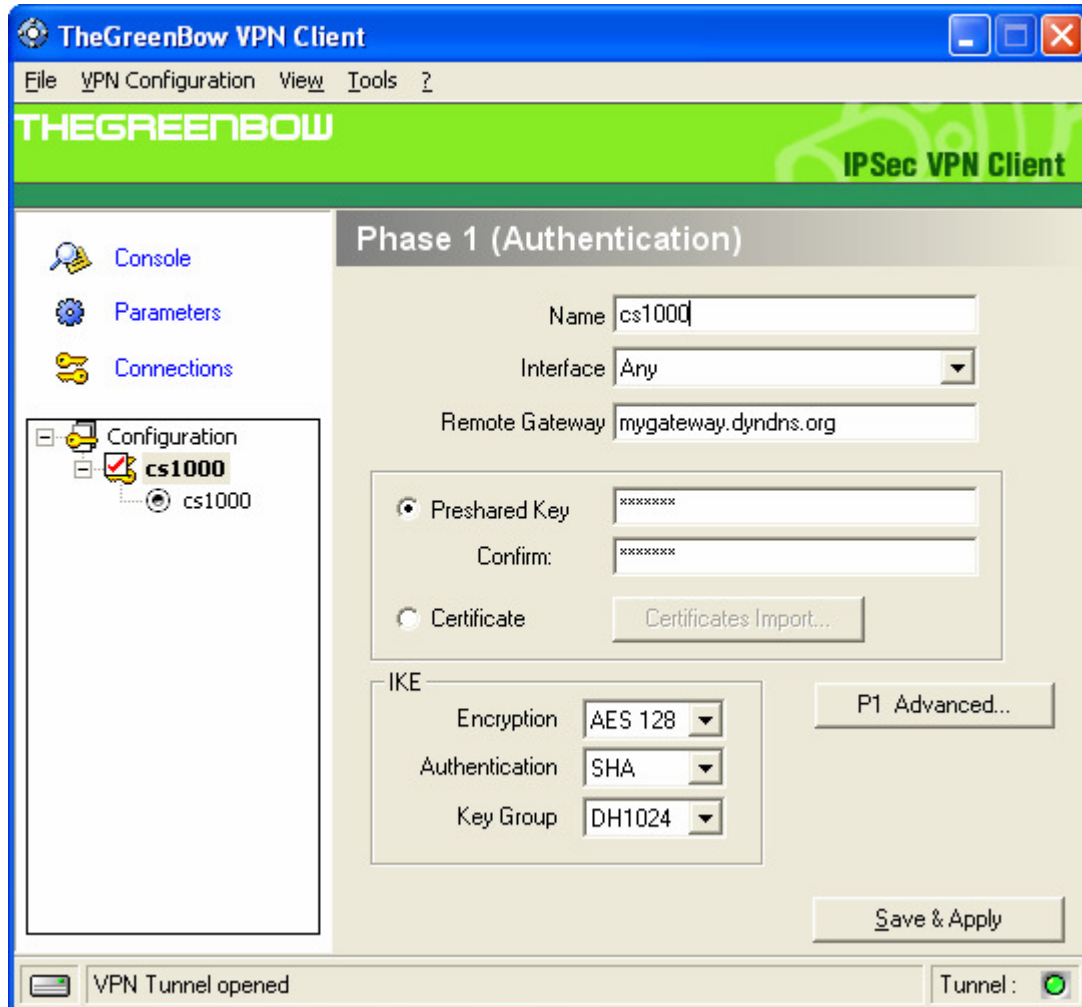 TheGreenBow VPN Client
File VPN Configuration View Tools ?
THEGREENBOW
IPSec VPN Client
Console
Parameters
Connections
Configuration
cs1000
cs1000
Phase 1 (Authentication)
Name cs1000
Interface Any
Remote Gateway mygateway.dyndns.org
Preshared Key *******
Confirm: *******
Certificate Certificates Import...
IKE
Encryption AES 128
Authentication SHA
Key Group DH1024
P1 Advanced...
Save & Apply
VPN Tunnel opened
Tunnel :